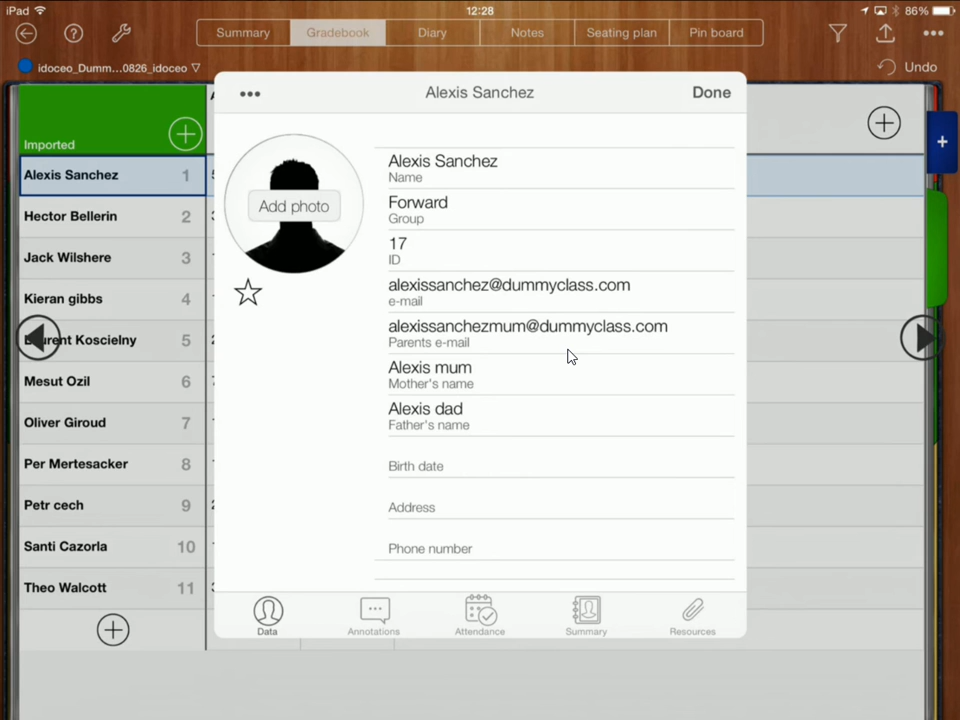 iPad 12:28 86%
Summary Gradebook Diary Notes Seating plan Pin board
idoceo_Dumm...0826_idoceo ▽ Undo
••• Alexis Sanchez Done
Imported
Add photo
Alexis Sanchez
Name
Forward
Group
17
ID
alexissanchez@dummyclass.com
e-mail
alexissanchezmum@dummyclass.com
Parents e-mail
Alexis mum
Mother's name
Alexis dad
Father's name
Birth date
Address
Phone number
Alexis Sanchez 1
Hector Bellerin 2
Jack Wilshere 3
Kieran gibbs 4
Koscielny 5
Mesut Ozil 6
Oliver Giroud 7
Per Mertesacker 8
Petr cech 9
Santi Cazorla 10
Theo Walcott 11
Data Annotations Attendance Summary Resources